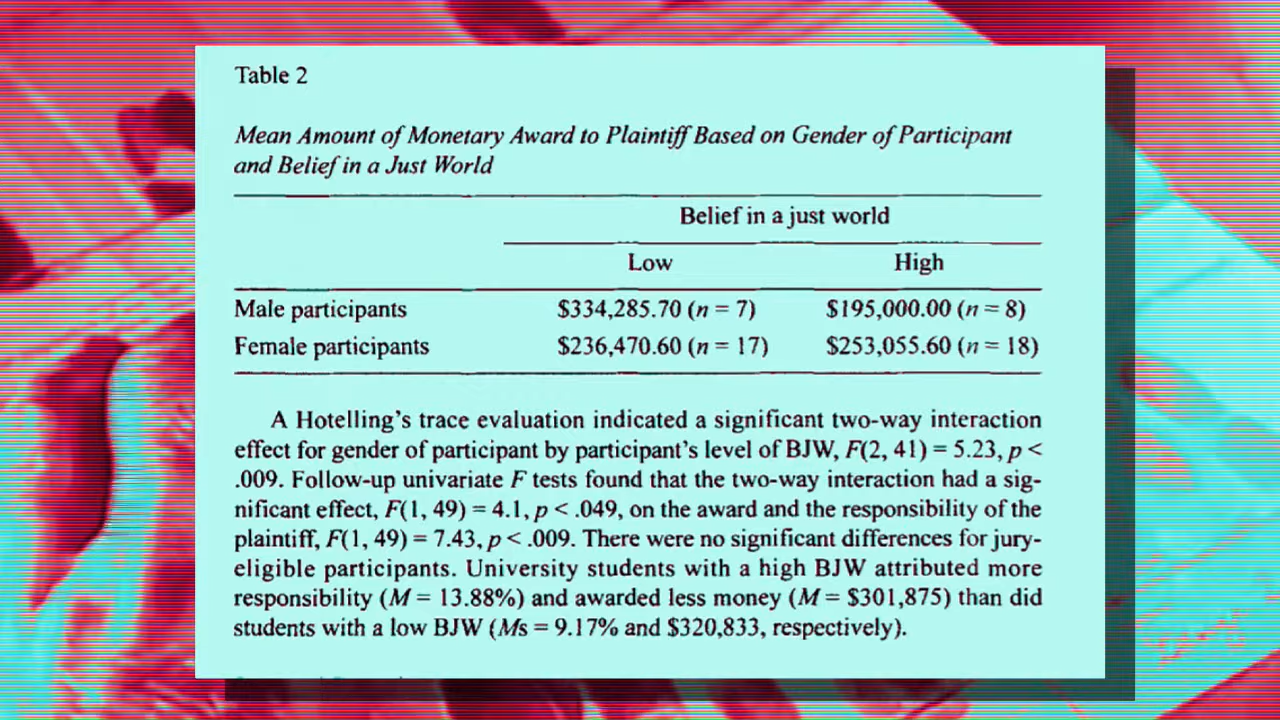 Table 2
Mean Amount of Monetary Award to Plaintiff Based on Gender of Participant
and Belief in a Just World
Belief in a just world
Low High
Male participants $334,285.70 (n = 7) $195,000.00 (n = 8)
Female participants $236,470.60 (n = 17) $253,055.60 (n = 18)
A Hotelling's trace evaluation indicated a significant two-way interaction
effect for gender of participant by participant's level of BJW, F(2, 41) = 5.23, p <
.009. Follow-up univariate F tests found that the two-way interaction had a sig-
nificant effect, F(1, 49) = 4.1, p < .049, on the award and the responsibility of the
plaintiff, F(1, 49) = 7.43, p < .009. There were no significant differences for jury-
eligible participants. University students with a high BJW attributed more
responsibility (M = 13.88%) and awarded less money (M = $301,875) than did
students with a low BJW (Ms = 9.17% and $320,833, respectively).